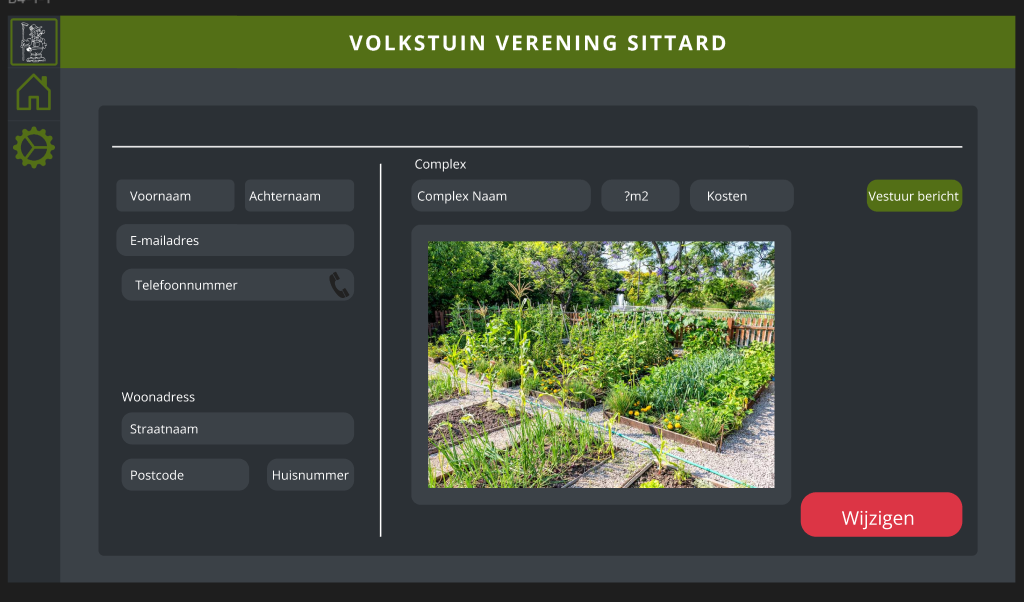 VOLKSTUIN VERENING SITTARD
Complex
Voornaam
Achternaam
Complex Naam
?m2
Kosten
Vestuur bericht
E-mailadres
Telefoonnummer
Woonadress
Straatnaam
Postcode
Huisnummer
Wijzigen